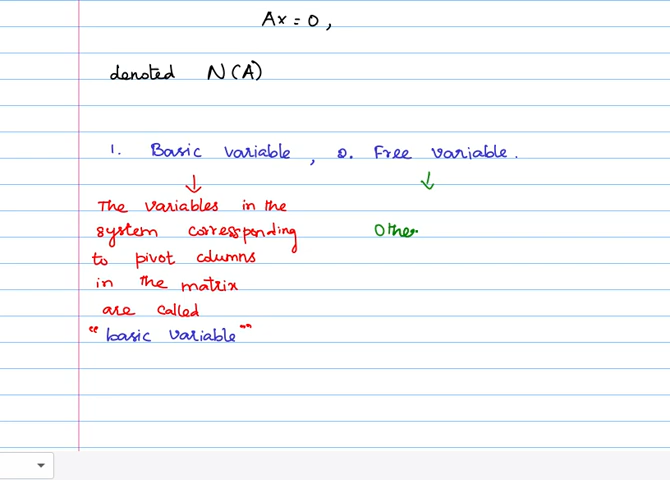 Ax = 0,
denoted N(A)
1. Basic variable, 2. Free variable.
The variables in the
system corresponding
to pivot columns
in the matrix
are called
"basic variable"
Other